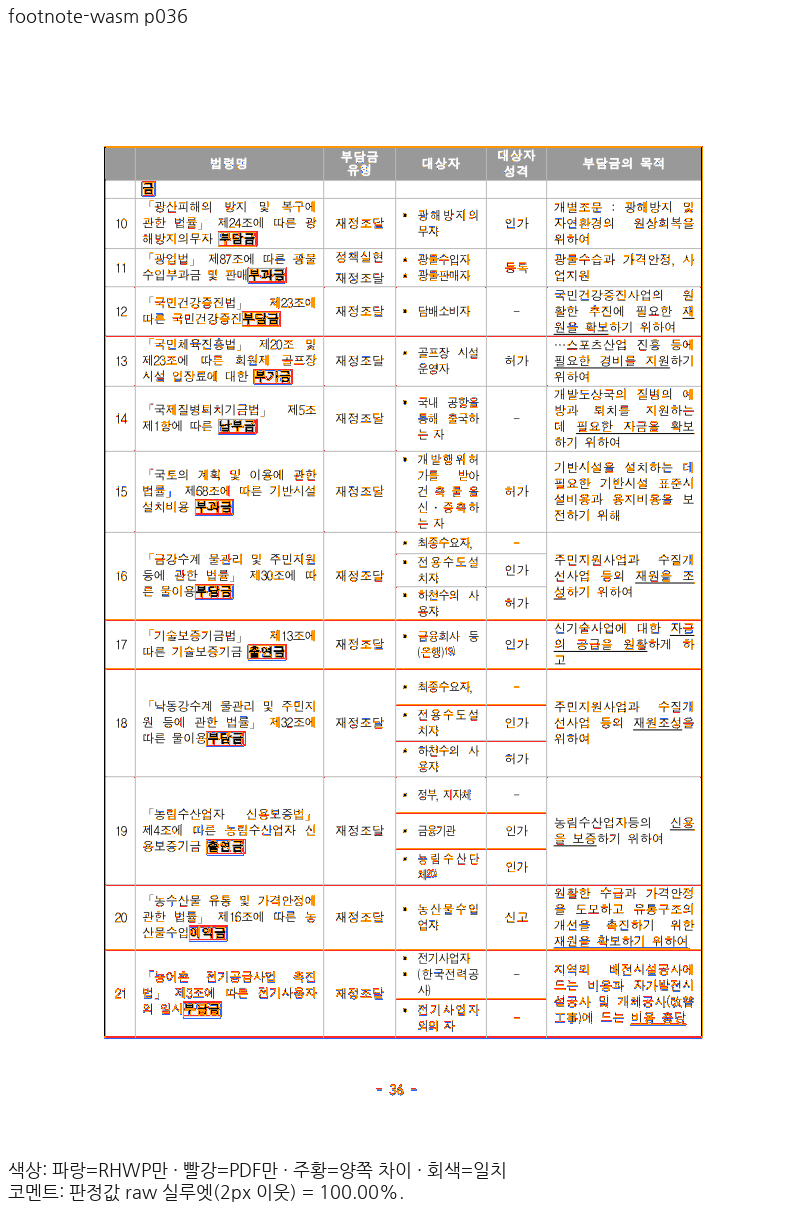 footnote-wasm p036
법령명 부담금 유형 대상자 대상자 성격 부담금의 목적
금
10 「광산피해의 방지 및 복구에 관한 법률」 제24조에 따른 광해방지의무자 부담금 재정조달 • 광해방지의무자 인가 개별조문 : 광해방지 및 자연환경의 원상회복을 위하여
11 「광업법」 제87조에 따른 광물수입부과금 및 판매부과금 정책실현 재정조달 • 광물수입자 • 광물판매자 등록 광물수습과 가격안정, 사업지원
12 「국민건강증진법」 제23조에 따른 국민건강증진부담금 재정조달 • 담배소비자 – 국민건강증진사업의 원활한 추진에 필요한 재원을 확보하기 위하여
13 「국민체육진흥법」 제20조 및 제23조에 따른 회원제 골프장 시설 입장료에 대한 부가금 재정조달 • 골프장 시설 운영자 허가 …스포츠산업 진흥 등에 필요한 경비를 지원하기 위하여
14 「국제질병퇴치기금법」 제5조 제1항에 따른 납부금 재정조달 • 국내 공항을 통해 출국하는 자 – 개발도상국의 질병의 예방과 퇴치를 지원하는 데 필요한 자금을 확보하기 위하여
15 「국토의 계획 및 이용에 관한 법률」 제68조에 따른 기반시설 설치비용 부과금 재정조달 • 개발행위허가를 받아 건축물을 신·증축하는 자 허가 기반시설을 설치하는 데 필요한 기반시설 표준시설비용과 용지비용을 보전하기 위해
16 「금강수계 물관리 및 주민지원 등에 관한 법률」 제30조에 따른 물이용부담금 재정조달 • 최종수요자, – • 전용수도설치자 인가 • 하천수의 사용자 허가 주민지원사업과 수질개선사업 등의 재원을 조성하기 위하여
17 「기술보증기금법」 제13조에 따른 기술보증기금 출연금 재정조달 • 금융회사 등(은행)19) 인가 신기술사업에 대한 자금의 공급을 원활하게 하고
18 「낙동강수계 물관리 및 주민지원 등에 관한 법률」 제32조에 따른 물이용부담금 재정조달 • 최종수요자, – • 전용수도설치자 인가 • 하천수의 사용자 허가 주민지원사업과 수질개선사업 등의 재원조성을 위하여
19 「농림수산업자 신용보증법」 제4조에 따른 농림수산업자 신용보증기금 출연금 재정조달 • 정부, 지자체 – • 금융기관 인가 • 농림수산단체20) 인가 농림수산업자등의 신용을 보증하기 위하여
20 「농수산물 유통 및 가격안정에 관한 법률」 제16조에 따른 농산물수입이익금 재정조달 • 농산물수입업자 신고 원활한 수급과 가격안정을 도모하고 유통구조의 개선을 촉진하기 위한 재원을 확보하기 위하여
21 「농어촌 전기공급사업 촉진법」 제3조에 따른 전기사용자의 일시부담금 재정조달 • 전기사업자 • (한국전력공사) – • 전기사업자 외의 자 – 지역의 배전시설공사에 드는 비용과 자가발전시설공사 및 개체공사(改替工事)에 드는 비용 충당
- 36 -
색상: 파랑=RHWP만 · 빨강=PDF만 · 주황=양쪽 차이 · 회색=일치
코멘트: 판정값 raw 실루엣(2px 이웃) = 100.00%.